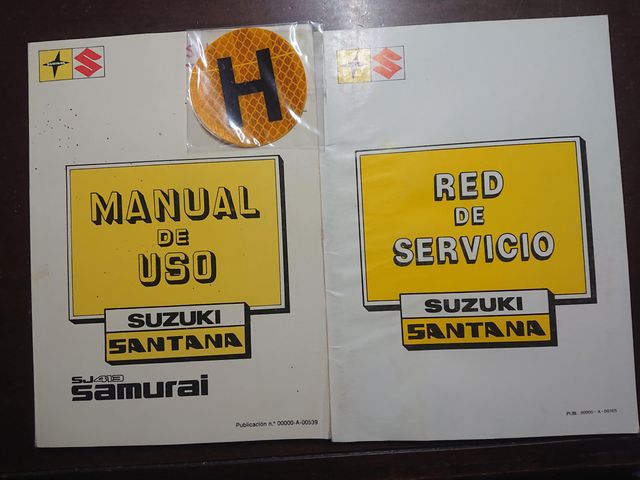 H
MANUAL
DE
USO
SUZUKI
SANTANA
SJ413
samurai
Publicación n.º 00000-A-00539
RED
DE
SERVICIO
SUZUKI
SANTANA